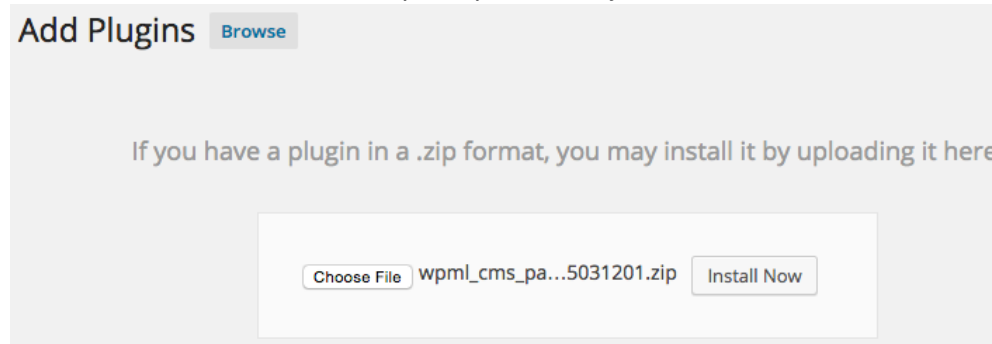 Add Plugins Browse
If you have a plugin in a .zip format, you may install it by uploading it here
Choose File wpml_cms_pa...5031201.zip Install Now